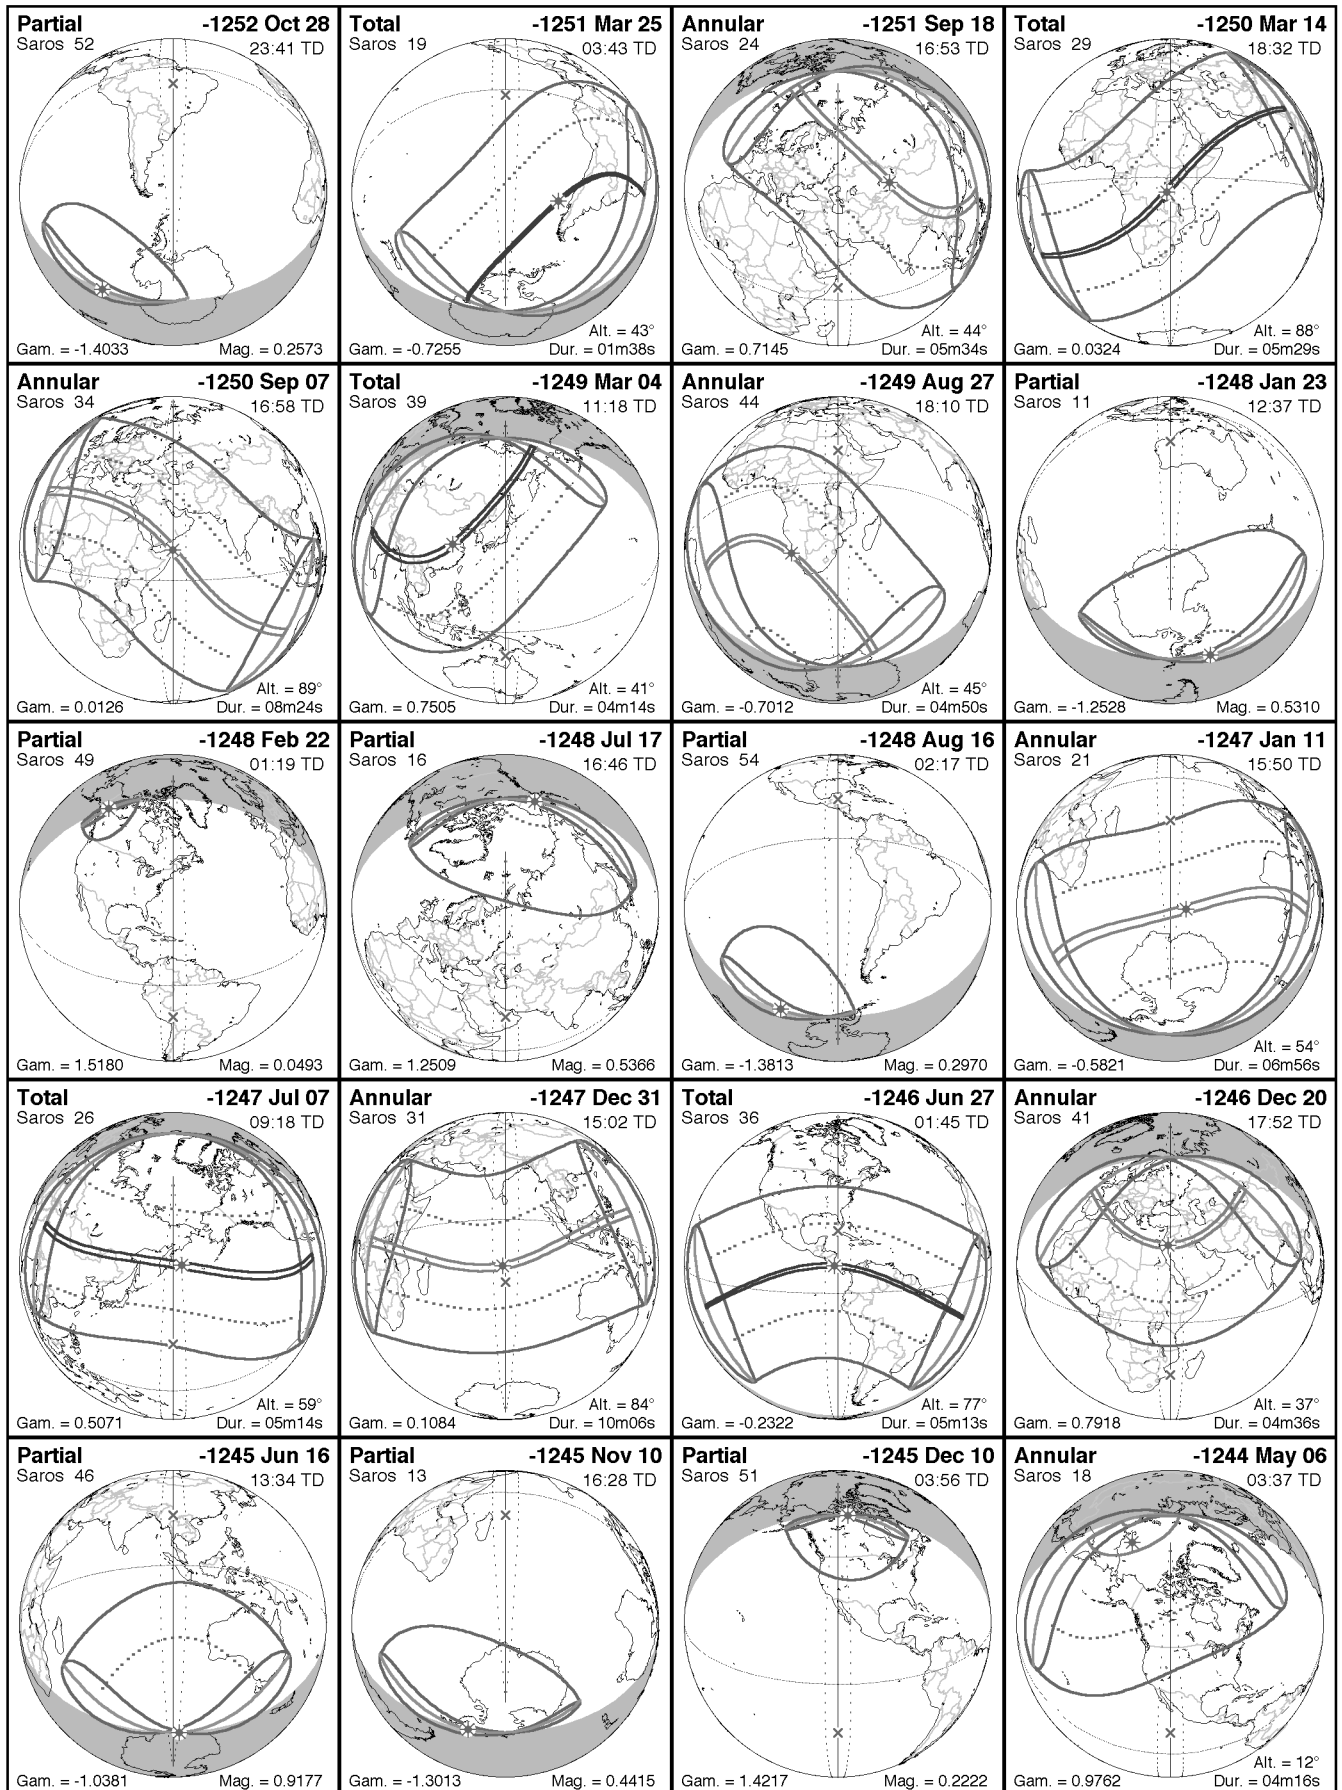 Partial -1252 Oct 28
Saros 52 23:41 TD
Gam. = -1.4033 Mag. = 0.2573
Total -1251 Mar 25
Saros 19 03:43 TD
Alt. = 43°
Gam. = -0.7255 Dur. = 01m38s
Annular -1251 Sep 18
Saros 24 16:53 TD
Alt. = 44°
Gam. = 0.7145 Dur. = 05m34s
Total -1250 Mar 14
Saros 29 18:32 TD
Alt. = 88°
Gam. = 0.0324 Dur. = 05m29s
Annular -1250 Sep 07
Saros 34 16:58 TD
Alt. = 89°
Gam. = 0.0126 Dur. = 08m24s
Total -1249 Mar 04
Saros 39 11:18 TD
Alt. = 41°
Gam. = 0.7505 Dur. = 04m14s
Annular -1249 Aug 27
Saros 44 18:10 TD
Alt. = 45°
Gam. = -0.7012 Dur. = 04m50s
Partial -1248 Jan 23
Saros 11 12:37 TD
Gam. = -1.2528 Mag. = 0.5310
Partial -1248 Feb 22
Saros 49 01:19 TD
Gam. = 1.5180 Mag. = 0.0493
Partial -1248 Jul 17
Saros 16 16:46 TD
Gam. = 1.2509 Mag. = 0.5366
Partial -1248 Aug 16
Saros 54 02:17 TD
Gam. = -1.3813 Mag. = 0.2970
Annular -1247 Jan 11
Saros 21 15:50 TD
Alt. = 54°
Gam. = -0.5821 Dur. = 06m56s
Total -1247 Jul 07
Saros 26 09:18 TD
Alt. = 59°
Gam. = 0.5071 Dur. = 05m14s
Annular -1247 Dec 31
Saros 31 15:02 TD
Alt. = 84°
Gam. = 0.1084 Dur. = 10m06s
Total -1246 Jun 27
Saros 36 01:45 TD
Alt. = 77°
Gam. = -0.2322 Dur. = 05m13s
Annular -1246 Dec 20
Saros 41 17:52 TD
Alt. = 37°
Gam. = 0.7918 Dur. = 04m36s
Partial -1245 Jun 16
Saros 46 13:34 TD
Gam. = -1.0381 Mag. = 0.9177
Partial -1245 Nov 10
Saros 13 16:28 TD
Gam. = -1.3013 Mag. = 0.4415
Partial -1245 Dec 10
Saros 51 03:56 TD
Gam. = 1.4217 Mag. = 0.2222
Annular -1244 May 06
Saros 18 03:37 TD
Alt. = 12°
Gam. = 0.9762 Dur. = 04m16s